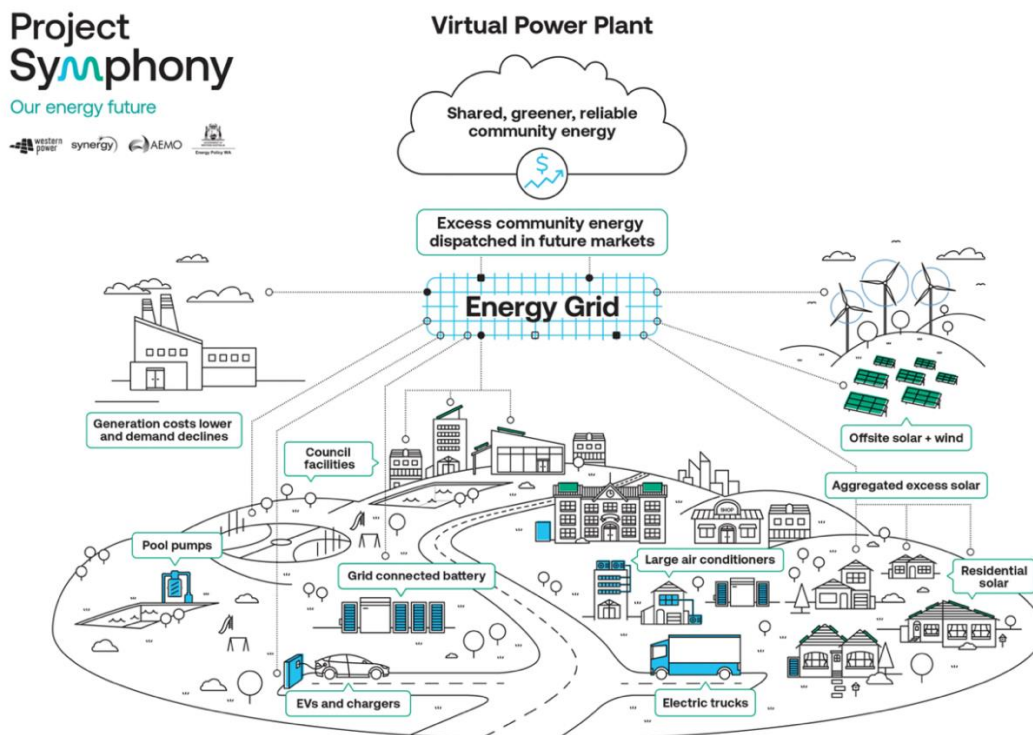 Project
Symphony
Our energy future
western
power
synergy
AEMO
Energy Policy WA
Virtual Power Plant
Shared, greener, reliable
community energy
$
Excess community energy
dispatched in future markets
Energy Grid
Generation costs lower
and demand declines
Offsite solar + wind
Council
facilities
Aggregated excess solar
SHOP
Pool pumps
Large air conditioners
Residential
solar
Grid connected battery
EVs and chargers
Electric trucks